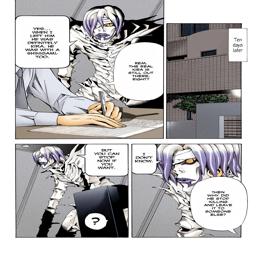 YES...
WHEN
I LEFT HIM
HE WAS
DEFINITELY
KIRA. HE
WAS WITH A
SHINIGAMI,
TOO.
REM,
THE REAL
KIRA IS
STILL OUT
THERE,
RIGHT?
Ten
days
later
BUT
YOU CAN
STOP
NOW IF
YOU
WANT.
?
I DON'T
KNOW.
THEN
WHY DID
HE STOP
KILLING
AND LEAVE
IT TO
SOMEONE
ELSE?